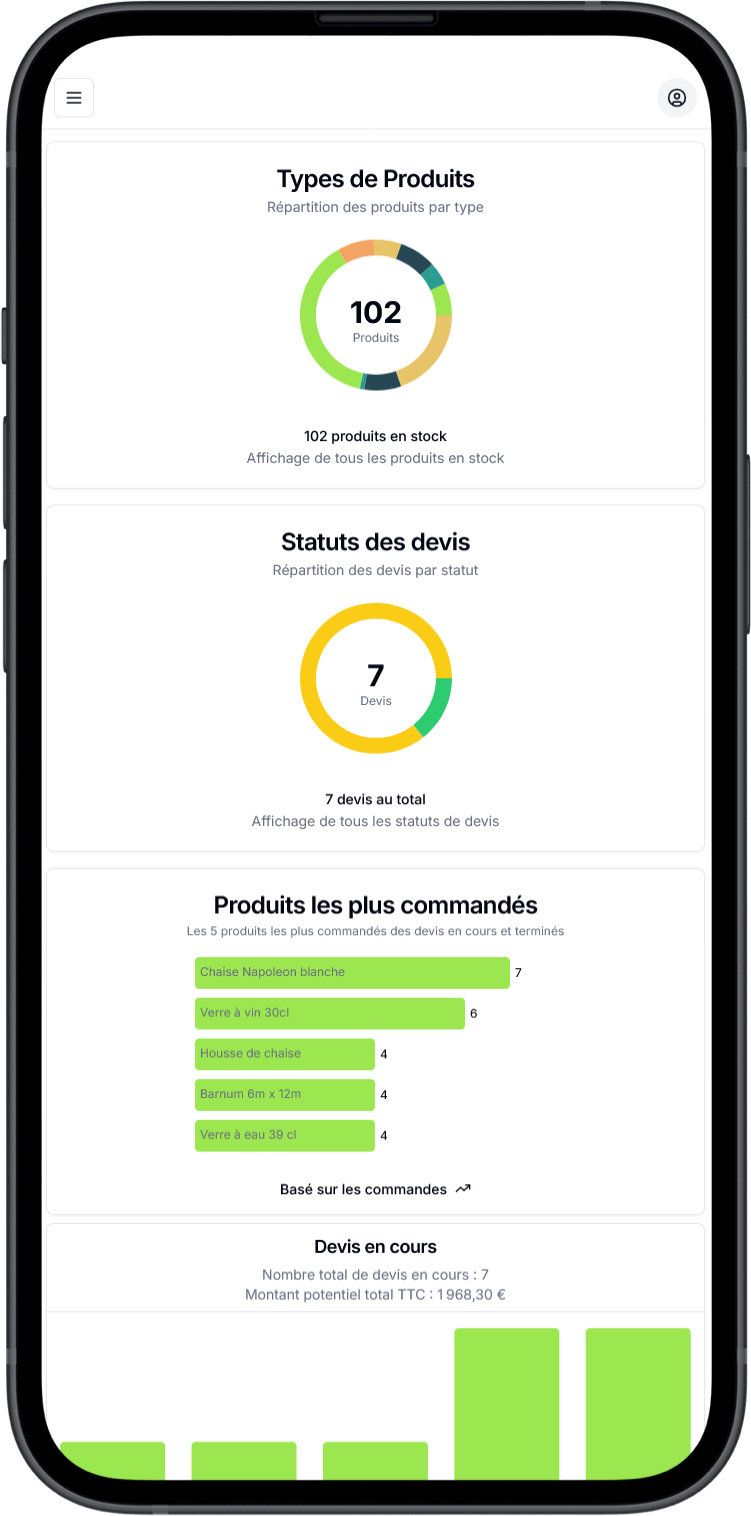 Types de Produits
Répartition des produits par type
102
Produits
102 produits en stock
Affichage de tous les produits en stock
Statuts des devis
Répartition des devis par statut
7
Devis
7 devis au total
Affichage de tous les statuts de devis
Produits les plus commandés
Les 5 produits les plus commandés des devis en cours et terminés
Chaise Napoleon blanche 7
Verre à vin 30cl 6
Housse de chaise 4
Barnum 6m x 12m 4
Verre à eau 39 cl 4
Basé sur les commandes
Devis en cours
Nombre total de devis en cours : 7
Montant potentiel total TTC : 1 968,30 €